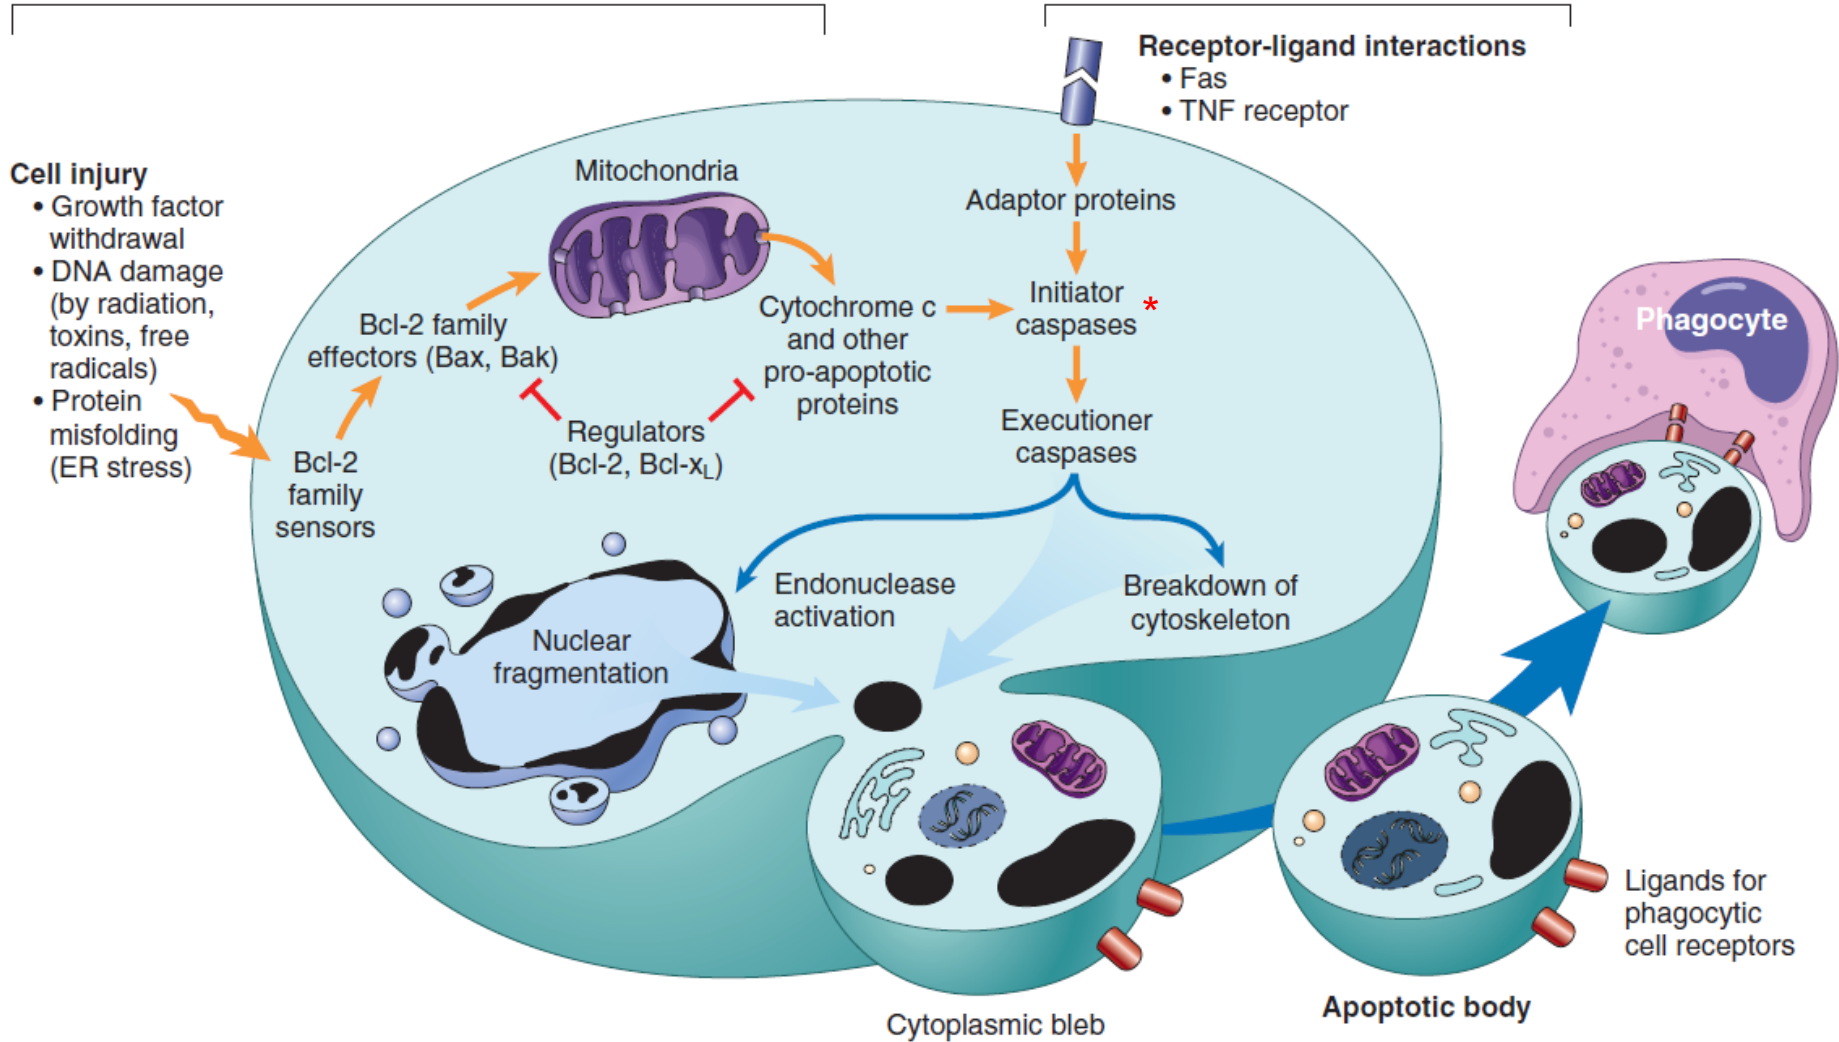 Receptor-ligand interactions
• Fas
• TNF receptor
Cell injury
• Growth factor
withdrawal
• DNA damage
(by radiation,
toxins, free
radicals)
• Protein
misfolding
(ER stress)
Mitochondria
Adaptor proteins
Bcl-2 family
effectors (Bax, Bak)
Cytochrome c
and other
pro-apoptotic
proteins
Initiator
caspases *
Regulators
(Bcl-2, Bcl-xL)
Executioner
caspases
Bcl-2
family
sensors
Phagocyte
Endonuclease
activation
Breakdown of
cytoskeleton
Nuclear
fragmentation
Ligands for
phagocytic
cell receptors
Cytoplasmic bleb
Apoptotic body